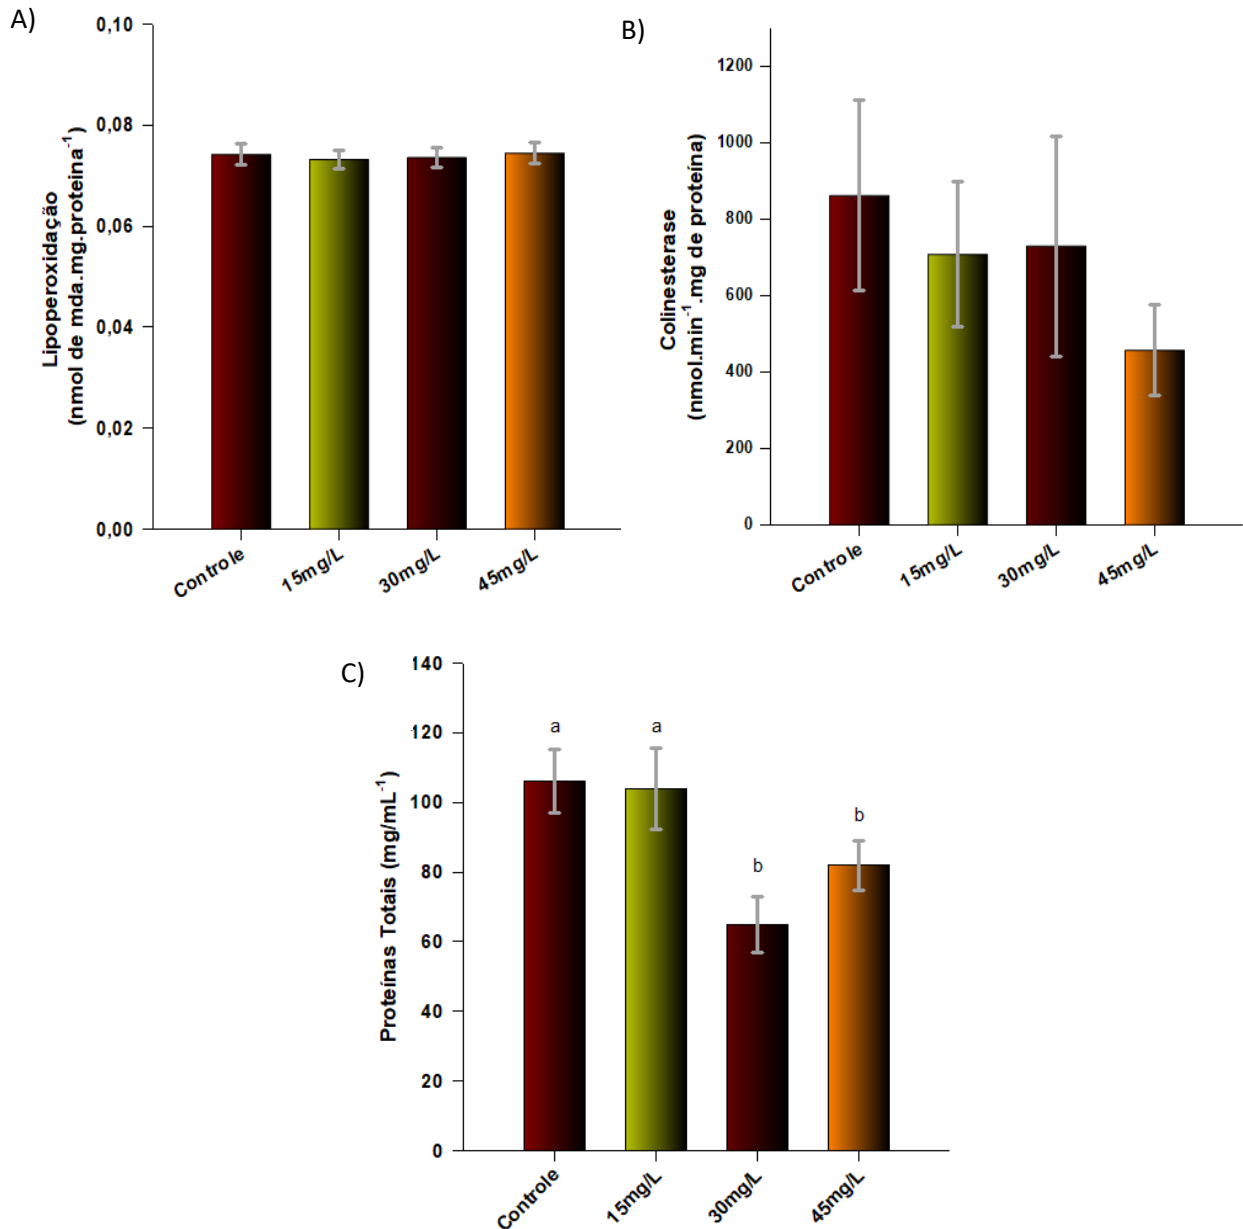 A)
Lipoperoxidação
(nmol de mda.mg.proteina⁻¹)
0,10
0,08
0,06
0,04
0,02
0,00
Controle
15mg/L
30mg/L
45mg/L
B)
Colinesterase
(nmol.min⁻¹.mg de proteína)
1200
1000
800
600
400
200
0
Controle
15mg/L
30mg/L
45mg/L
C)
Proteínas Totais (mg/mL⁻¹)
140
120
100
80
60
40
20
0
a
a
b
b
Controle
15mg/L
30mg/L
45mg/L